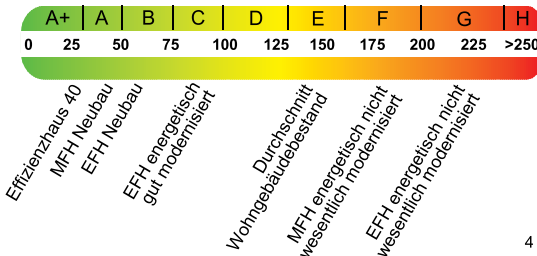 A+ A B C D E F G H
0 25 50 75 100 125 150 175 200 225 >250
Effizienzhaus 40
MFH Neubau
EFH Neubau
EFH energetisch
gut modernisiert
Durchschnitt
Wohngebäudebestand
MFH energetisch nicht
wesentlich modernisiert
EFH energetisch nicht
wesentlich modernisiert
4